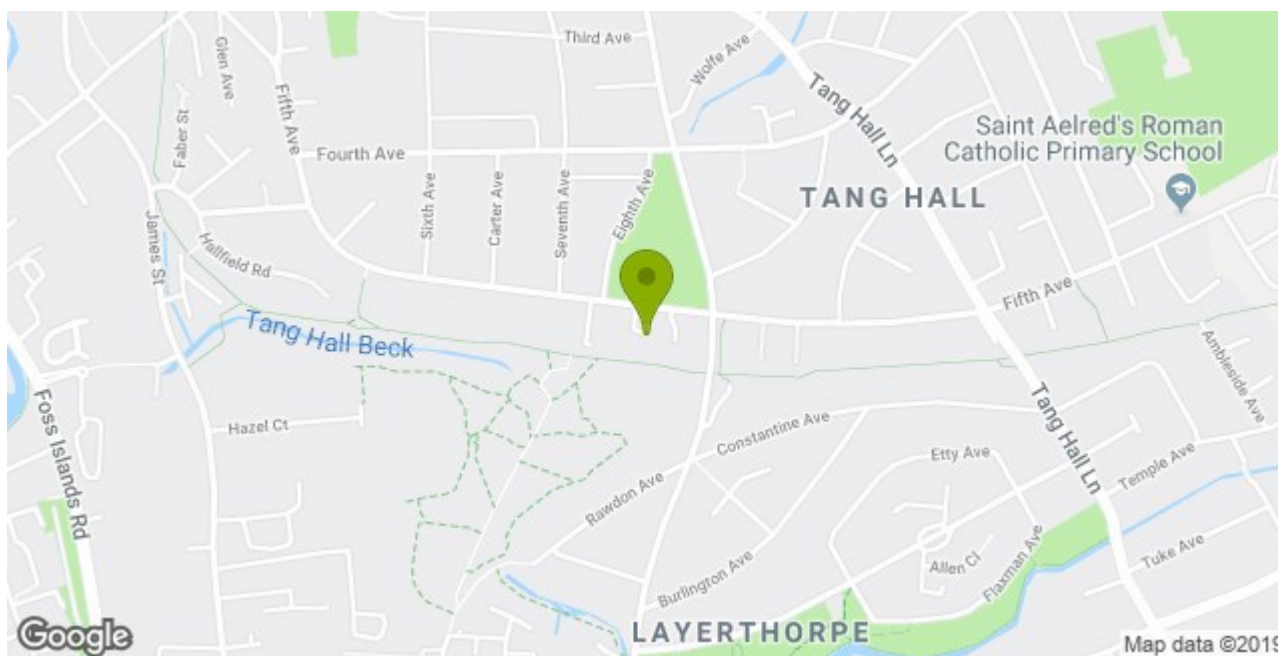 Third Ave
Wolfe Ave
Glen Ave
Fifth Ave
Faber St
Tang Hall Ln
Saint Aelred's Roman
Catholic Primary School
Fourth Ave
Sixth Ave
Carter Ave
Seventh Ave
Eighth Ave
TANG HALL
James St
Hallfield Rd
Fifth Ave
Tang Hall Beck
Ambleside Ave
Foss Islands Rd
Hazel Ct
Constantine Ave
Tang Hall Ln
Etty Ave
Temple Ave
Rawdon Ave
Burlington Ave
Allen Cl
Flaxman Ave
Tuke Ave
LAYERTHORPE
Google
Map data ©2019